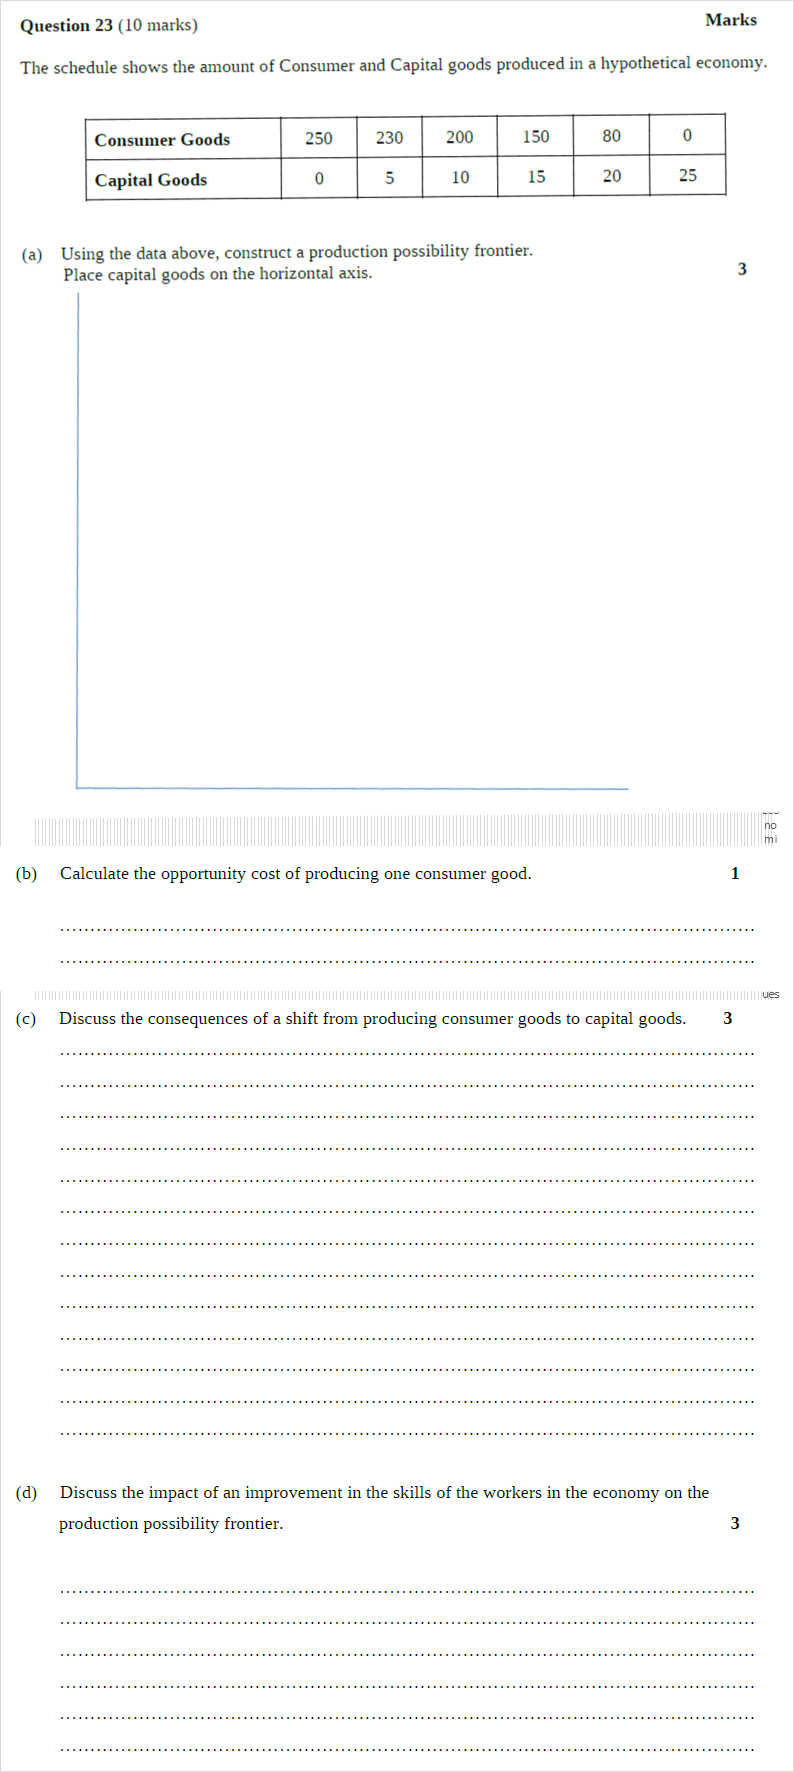 Question 23 (10 marks) Marks
The schedule shows the amount of Consumer and Capital goods produced in a hypothetical economy.
Consumer Goods 250 230 200 150 80 0
Capital Goods 0 5 10 15 20 25
(a) Using the data above, construct a production possibility frontier.
Place capital goods on the horizontal axis.
3
no
mi
(b) Calculate the opportunity cost of producing one consumer good. 1
ues
(c) Discuss the consequences of a shift from producing consumer goods to capital goods. 3
(d) Discuss the impact of an improvement in the skills of the workers in the economy on the
production possibility frontier. 3